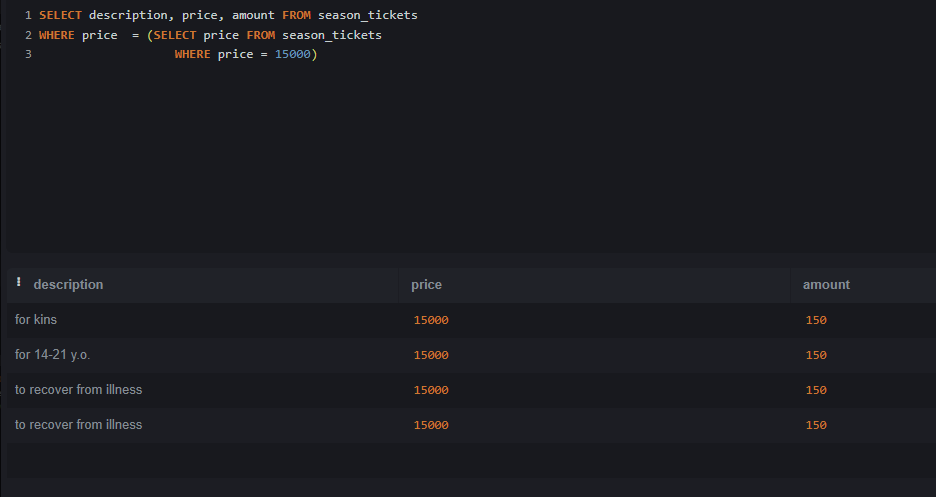 1 SELECT description, price, amount FROM season_tickets
2 WHERE price  = (SELECT price FROM season_tickets
3                    WHERE price = 15000)
description price amount
for kins 15000 150
for 14-21 y.o. 15000 150
to recover from illness 15000 150
to recover from illness 15000 150